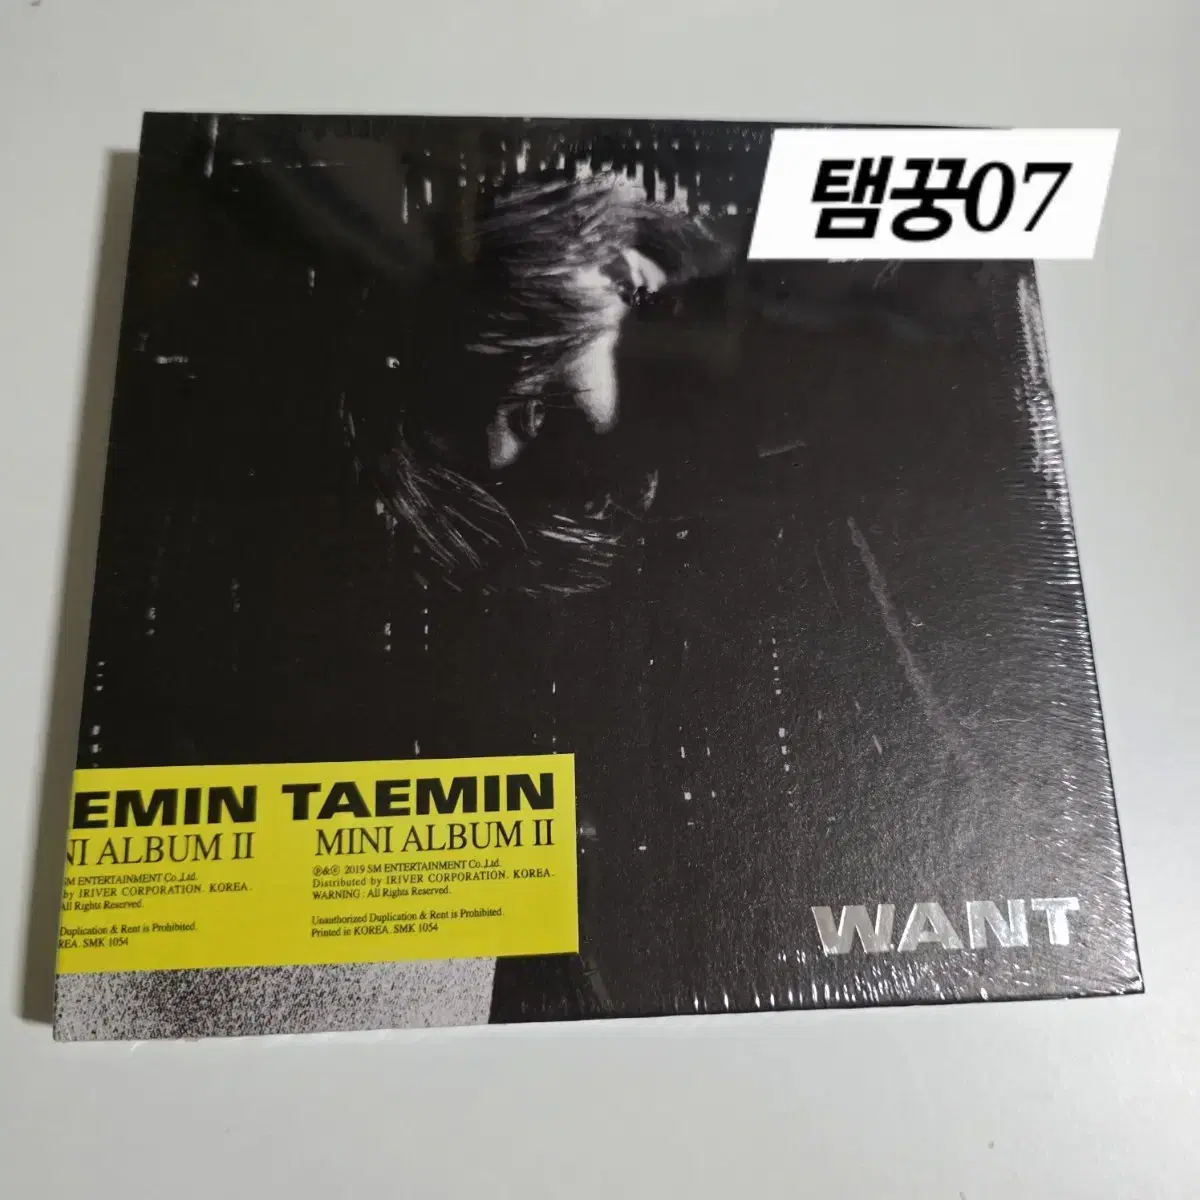 탬꿍07
EMIN TAEMIN
NI ALBUM II
MINI ALBUM II
SM ENTERTAINMENT Co.,Ltd.
by IRIVER CORPORATION. KOREA.
All Rights Reserved.
Duplication & Rent is Prohibited.
REA. SMK 1054
℗&© 2019 SM ENTERTAINMENT Co.,Ltd.
Distributed by IRIVER CORPORATION. KOREA.
WARNING : All Rights Reserved.
Unauthorized Duplication & Rent is Prohibited.
Printed ie KOREA. SMK 1054
WANT